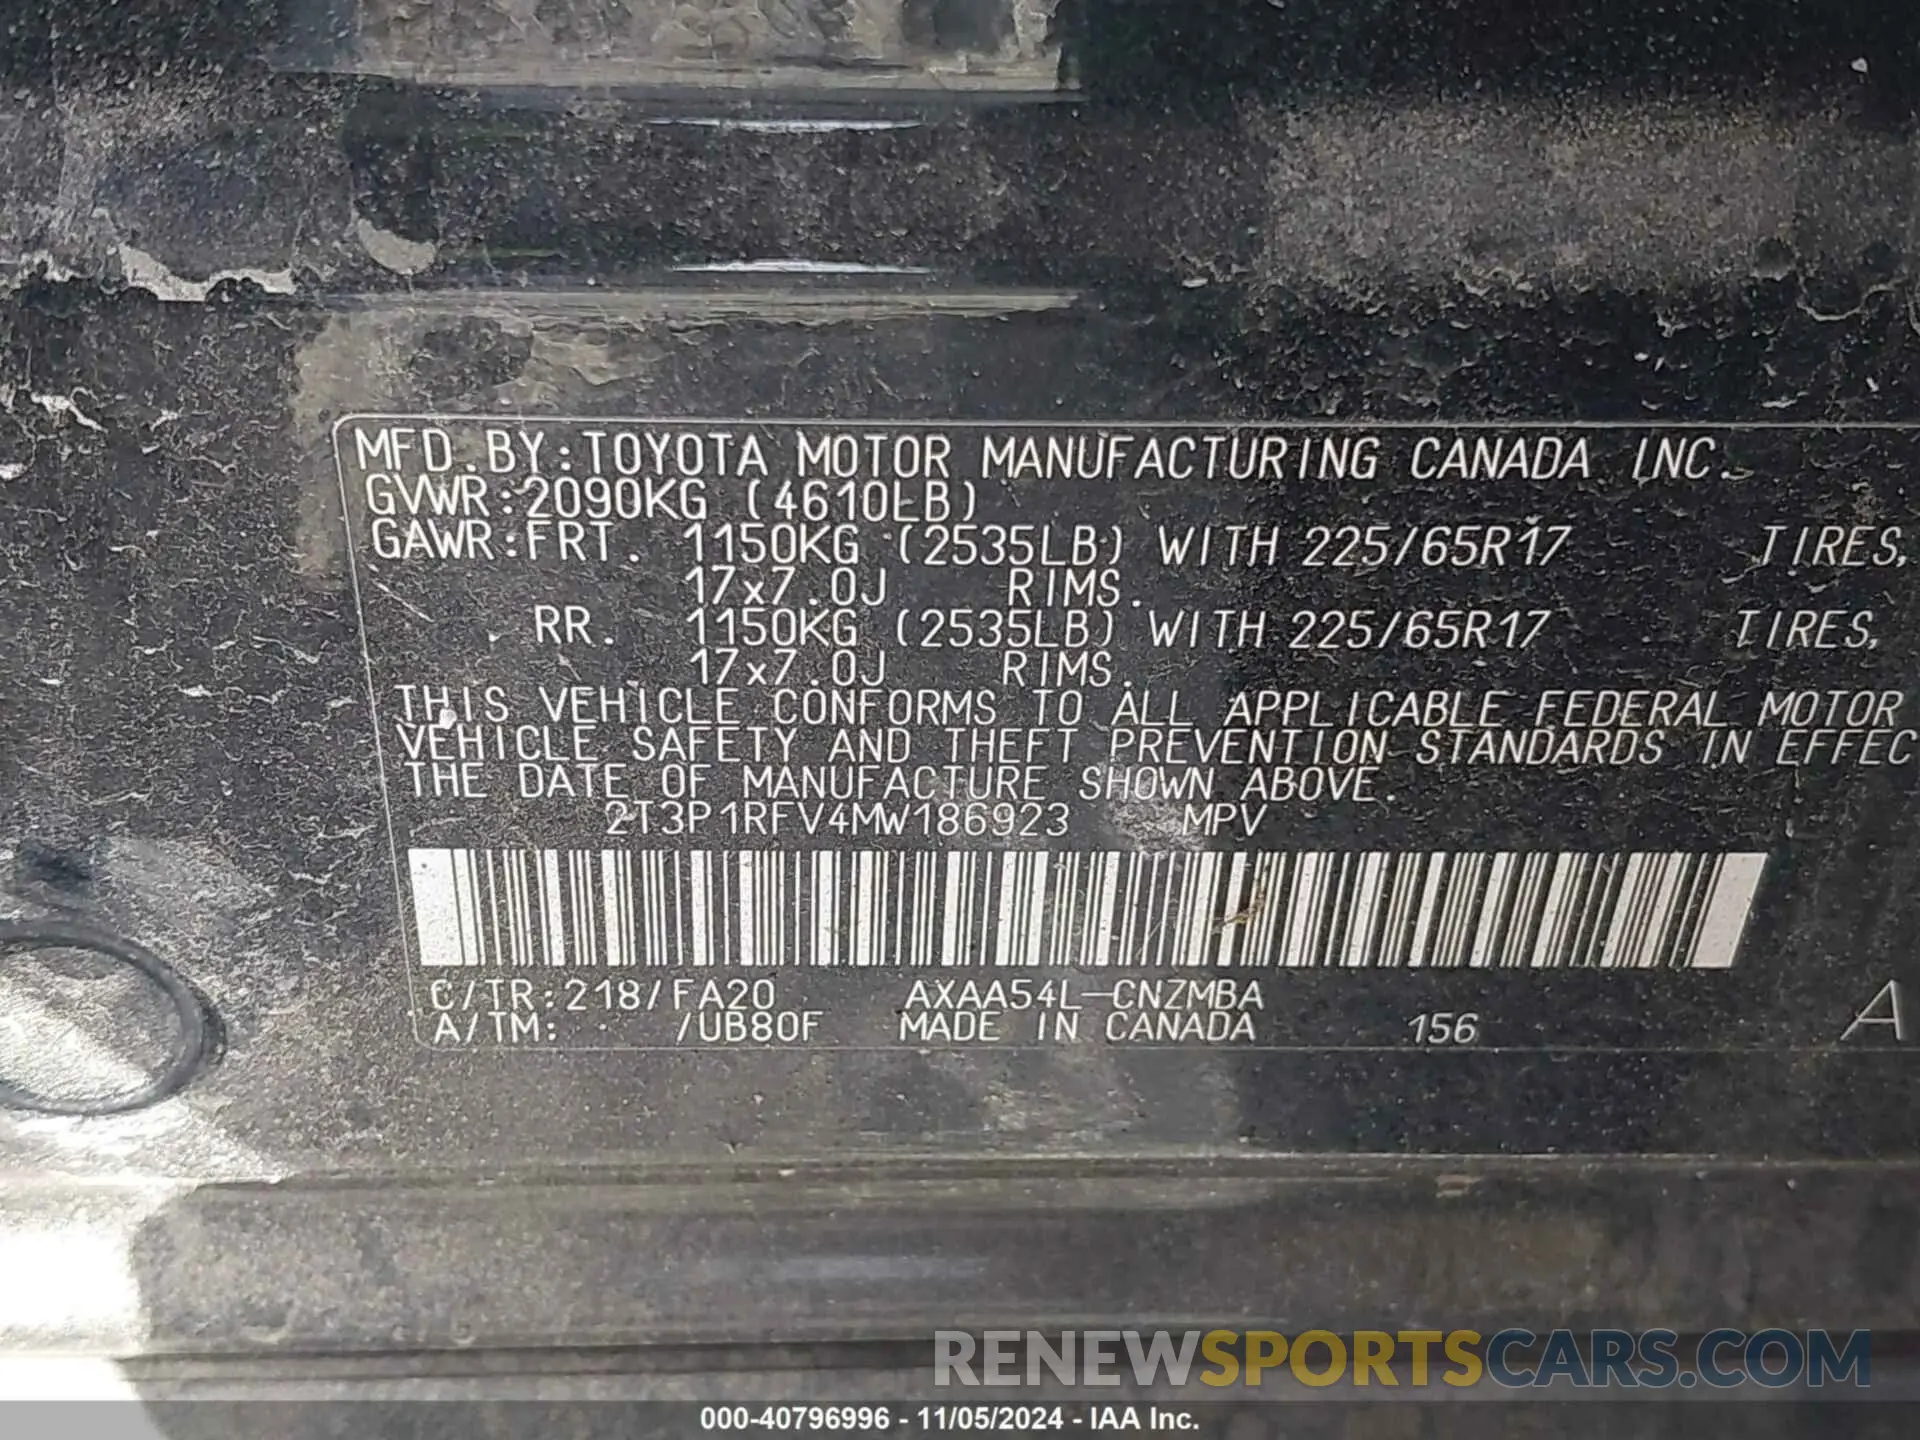 MFD.BY:TOYOTA MOTOR MANUFACTURING CANADA INC.
GVWR:2090KG (4610LB)
GAWR:FRT. 1150KG (2535LB) WITH 225/65R17 TIRES,
17x7.0J RIMS.
RR. 1150KG (2535LB) WITH 225/65R17 TIRES,
17x7.0J RIMS.
THIS VEHICLE CONFORMS TO ALL APPLICABLE FEDERAL MOTOR
VEHICLE SAFETY AND THEFT PREVENTION STANDARDS IN EFFEC
THE DATE OF MANUFACTURE SHOWN ABOVE.
2T3P1RFV4MW186923 MPV
C/TR:218/FA20 AXAA54L-CNZMBA
A/TM: /UB80F MADE IN CANADA 156 A
RENEWSPORTSCARS.COM
000-40796996 - 11/05/2024 - IAA Inc.